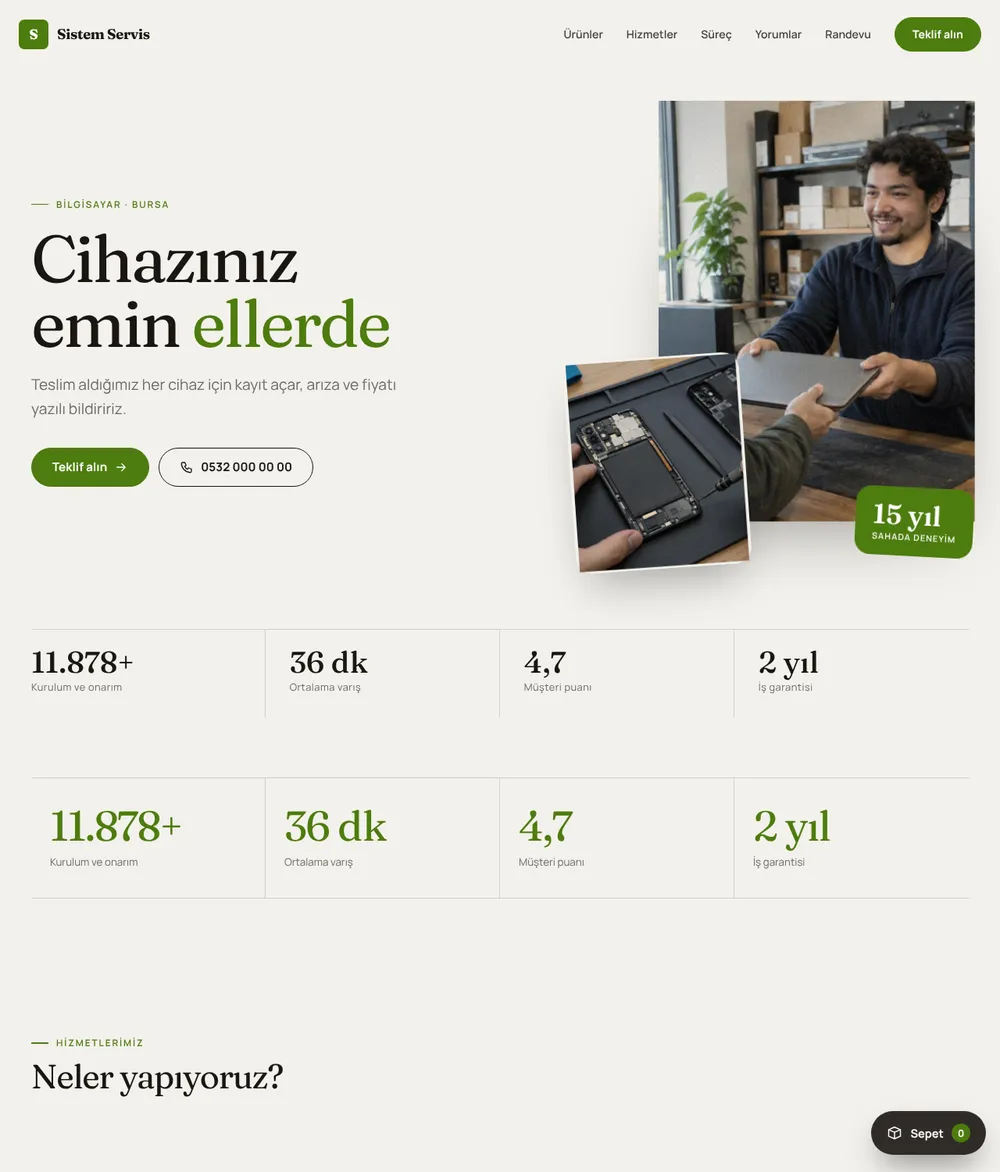 S Sistem Servis
Ürünler Hizmetler Süreç Yorumlar Randevu Teklif alın
BİLGİSAYAR · BURSA
Cihazınız
emin ellerde
Teslim aldığımız her cihaz için kayıt açar, arıza ve fiyatı
yazılı bildiririz.
Teklif alın → 0532 000 00 00
15 yıl
SAHADA DENEYİM
11.878+ 36 dk 4,7 2 yıl
Kurulum ve onarım Ortalama varış Müşteri puanı İş garantisi
11.878+ 36 dk 4,7 2 yıl
Kurulum ve onarım Ortalama varış Müşteri puanı İş garantisi
HİZMETLERİMİZ
Neler yapıyoruz?
Sepet 0